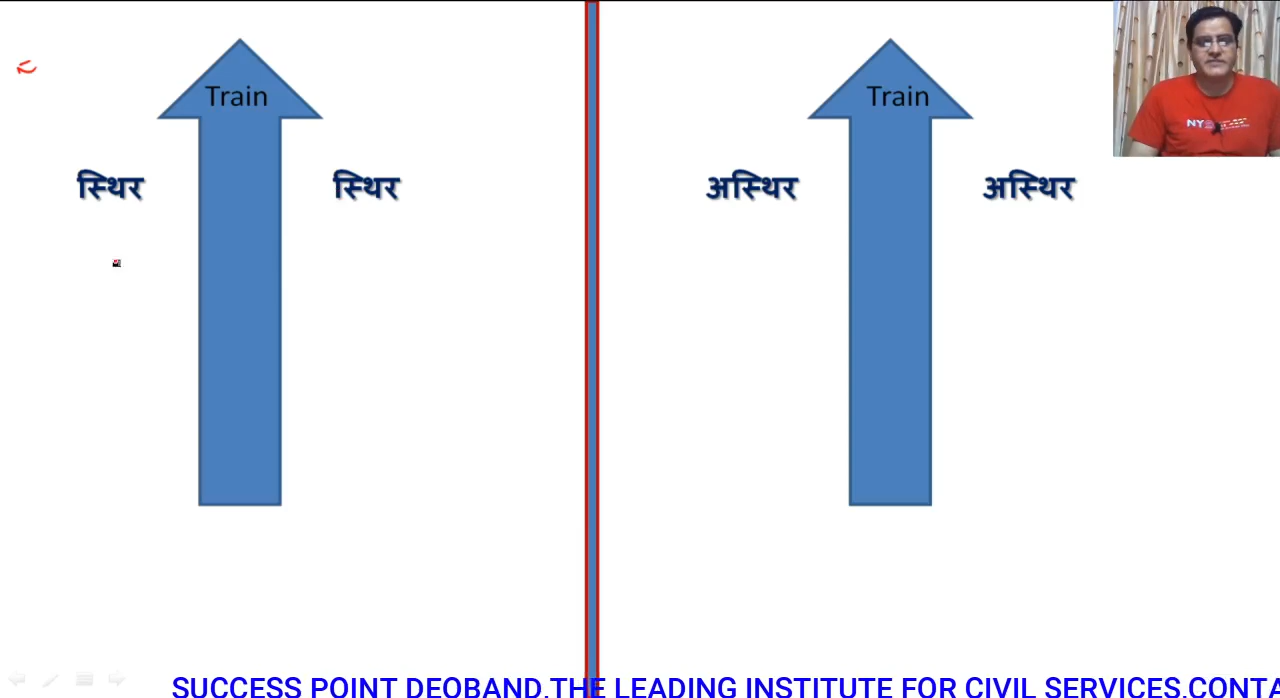 Train
स्थिर स्थिर
Train
अस्थिर अस्थिर
SUCCESS POINT DEOBAND.THE LEADING INSTITUTE FOR CIVIL SERVICES.CONTA